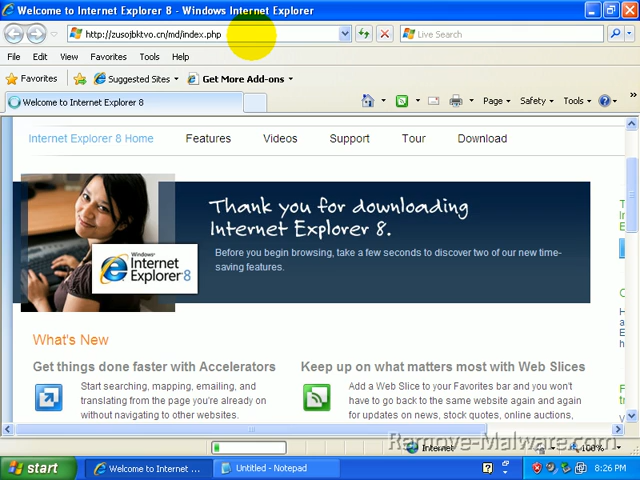 Welcome to Internet Explorer 8 - Windows Internet Explorer
http://zusojbktvo.cn/md/index.php
Live Search
File Edit View Favorites Tools Help
Favorites Suggested Sites Get More Add-ons
Welcome to Internet Explorer 8
Page Safety Tools
Internet Explorer 8 Home Features Videos Support Tour Download
Thank you for downloading
Internet Explorer 8.
Before you begin browsing, take a few seconds to discover two of our new time-
saving features.
Windows
Internet
Explorer 8
What's New
Get things done faster with Accelerators
Start searching, mapping, emailing, and
translating from the page you're already on
without navigating to other websites.
Keep up on what matters most with Web Slices
Add a Web Slice to your Favorites bar and you won't
have to go back to the same website again and again
for updates on news, stock quotes, online auctions,
Internet 100%
Remove-Malware.com
start Welcome to Internet ... Untitled - Notepad 8:26 PM